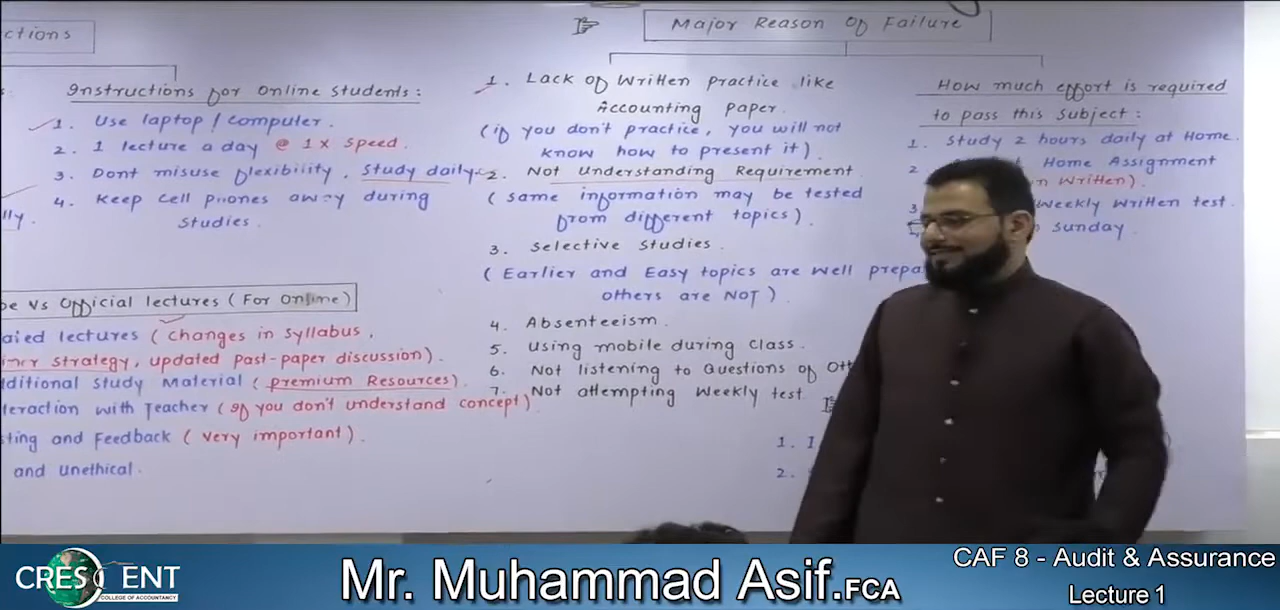 ctions
Instructions for Online Students:
1. Use laptop / computer.
2. 1 lecture a day @ 1x Speed.
3. Dont misuse flexibility, Study daily.
4. Keep cell phones away during
Studies.
lly.
pe Vs Official lectures (For Online)
lectures (changes in syllabus,
strategy, updated past-paper discussion).
ditional Study Material (premium Resources).
teraction with Teacher (If you don't understand concept)
sting and Feedback (very important).
and unethical.
Major Reason Of Failure
1. Lack of Written practice like
Accounting paper.
(if you don't practice, you will not
know how to present it).
2. Not Understanding Requirement
(same information may be tested
from different topics).
3. Selective Studies.
(Earlier and Easy topics are well prepa
others are NOT).
4. Absenteeism.
5. Using mobile during class.
6. Not listening to Questions of Oth
7. Not attempting Weekly test.
How much effort is required
to pass this Subject:
1. Study 2 hours daily at Home.
2 Home Assignment
in Written).
3. Weekly Written test.
Sunday.
1. I
2.
CRESCENT
COLLEGE OF ACCOUNTANCY
Mr. Muhammad Asif.FCA
CAF 8 - Audit & Assurance
Lecture 1